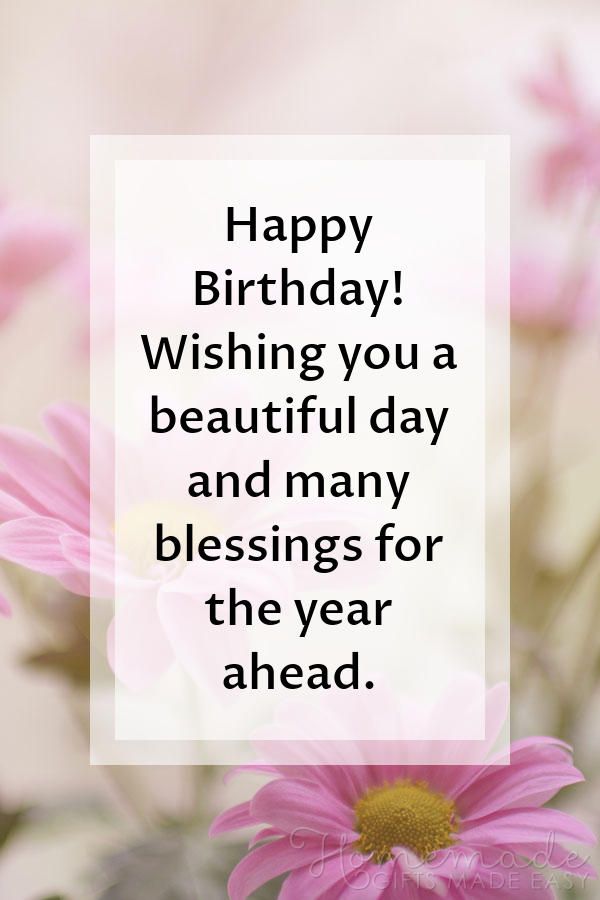 Happy
Birthday!
Wishing you a
beautiful day
and many
blessings for
the year
ahead.
Homemade
GIFTS MADE EASY